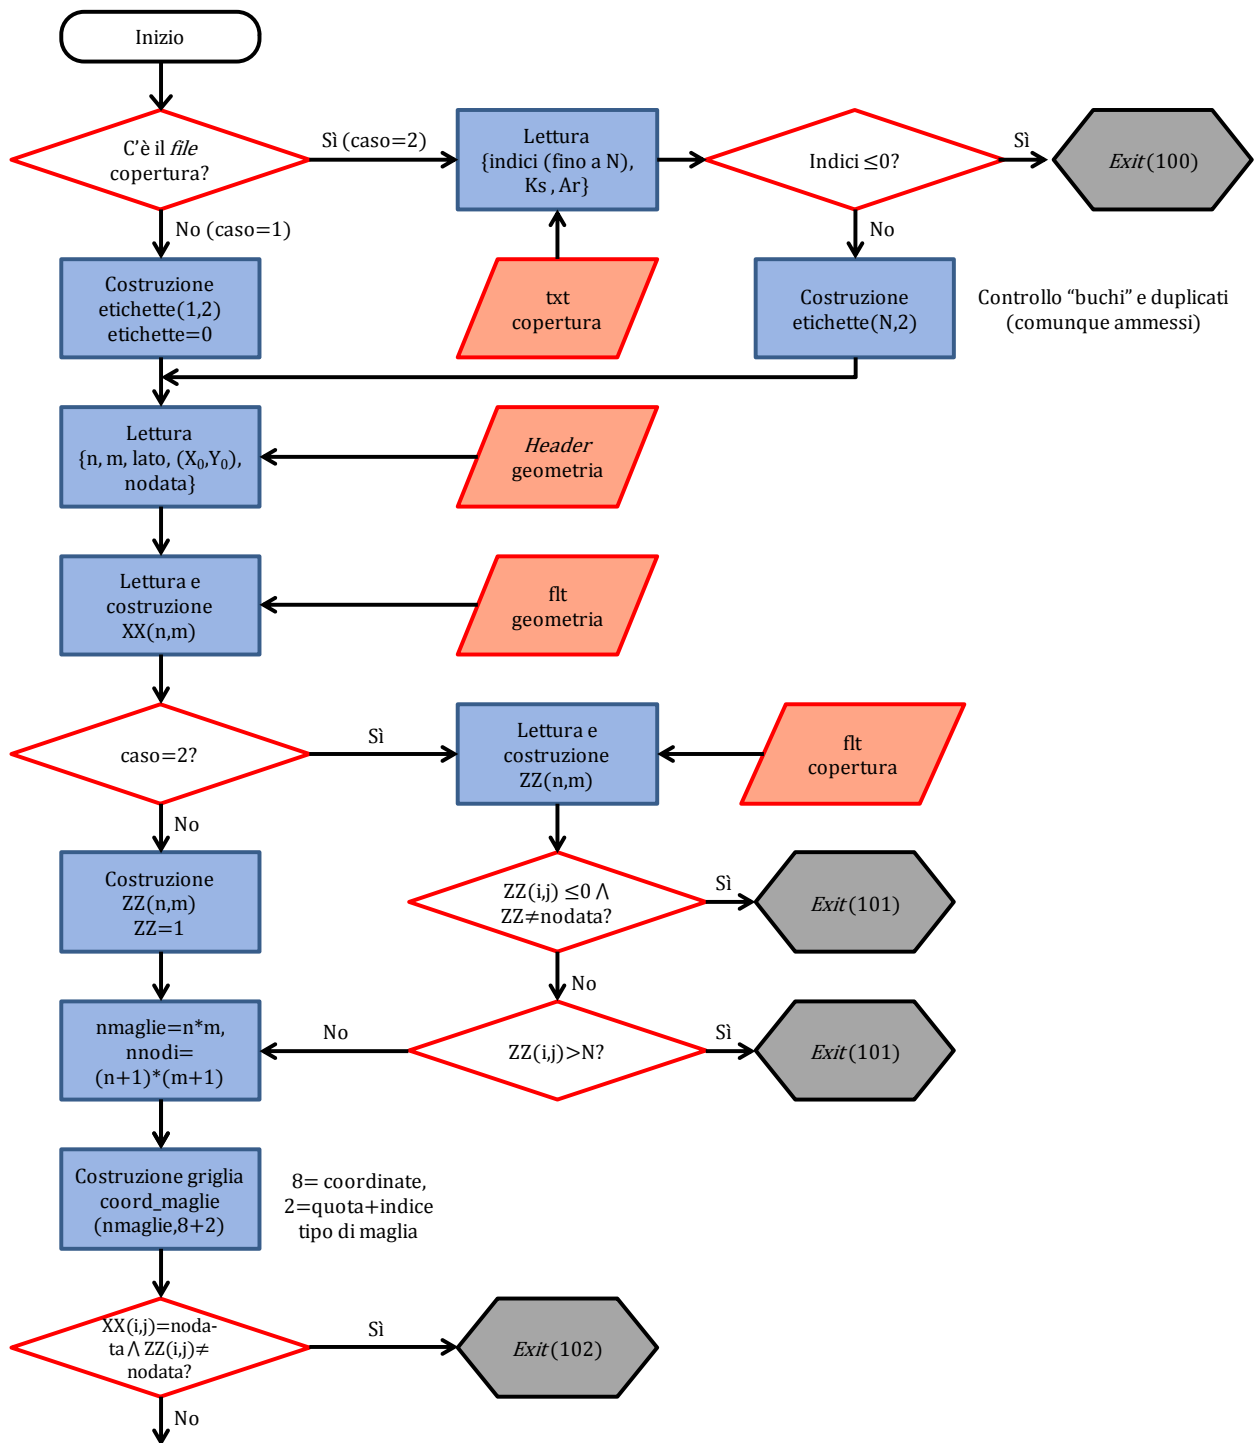 Inizio
C'è il file
copertura?
Sì (caso=2)
Lettura
{indici (fino a N),
Ks , Ar}
Indici ≤0?
Sì
Exit(100)
No (caso=1)
No
Costruzione
etichette(1,2)
etichette=0
txt
copertura
Costruzione
etichette(N,2)
Controllo “buchi” e duplicati
(comunque ammessi)
Lettura
{n, m, lato, (X₀,Y₀),
nodata}
Header
geometria
Lettura e
costruzione
XX(n,m)
flt
geometria
caso=2?
Sì
Lettura e
costruzione
ZZ(n,m)
flt
copertura
No
Costruzione
ZZ(n,m)
ZZ=1
ZZ(i,j) ≤0 ⋀
ZZ≠nodata?
Sì
Exit(101)
No
nmaglie=n*m,
nnodi=
(n+1)*(m+1)
No
ZZ(i,j)>N?
Sì
Exit(101)
Costruzione griglia
coord_maglie
(nmaglie,8+2)
8= coordinate,
2=quota+indice
tipo di maglia
XX(i,j)=noda-
ta ⋀ ZZ(i,j)≠
nodata?
Sì
Exit(102)
No